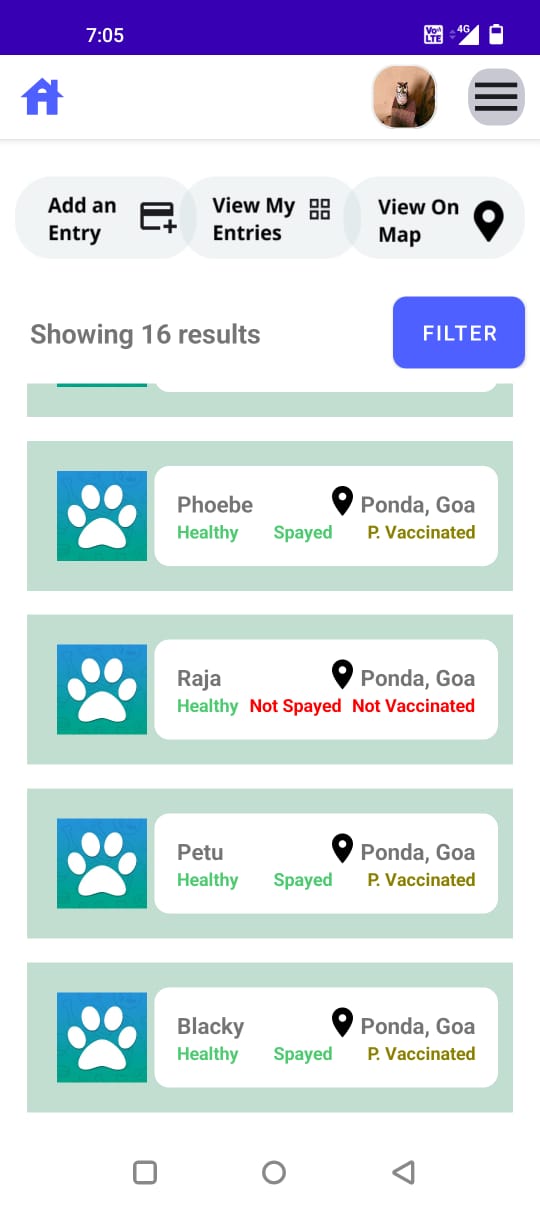 7:05
Vo)) LTE 4G
Add an Entry
View My Entries
View On Map
Showing 16 results
FILTER
Phoebe Ponda, Goa
Healthy Spayed P. Vaccinated
Raja Ponda, Goa
Healthy Not Spayed Not Vaccinated
Petu Ponda, Goa
Healthy Spayed P. Vaccinated
Blacky Ponda, Goa
Healthy Spayed P. Vaccinated